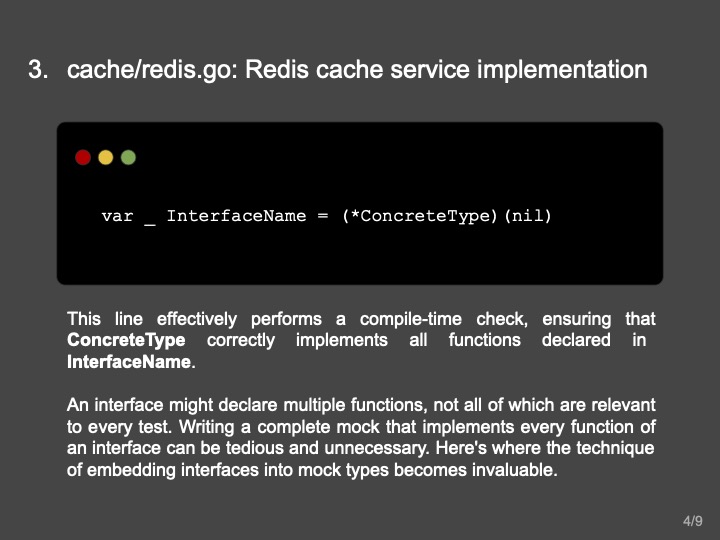 3. cache/redis.go: Redis cache service implementation
var _ InterfaceName = (*ConcreteType)(nil)
This line effectively performs a compile-time check, ensuring that
ConcreteType correctly implements all functions declared in
InterfaceName.
An interface might declare multiple functions, not all of which are relevant
to every test. Writing a complete mock that implements every function of
an interface can be tedious and unnecessary. Here's where the technique
of embedding interfaces into mock types becomes invaluable.
4/9